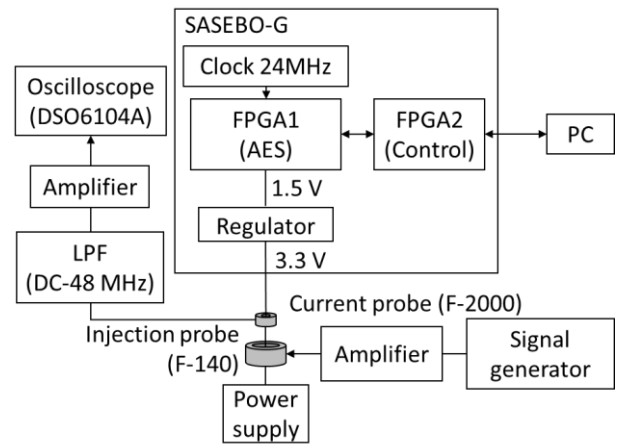 SASEBO-G
Clock 24MHz
Oscilloscope
(DSO6104A)
FPGA1
(AES)
FPGA2
(Control)
PC
Amplifier
1.5 V
Regulator
LPF
(DC-48 MHz)
3.3 V
Current probe (F-2000)
Injection probe
(F-140)
Amplifier
Signal
generator
Power
supply